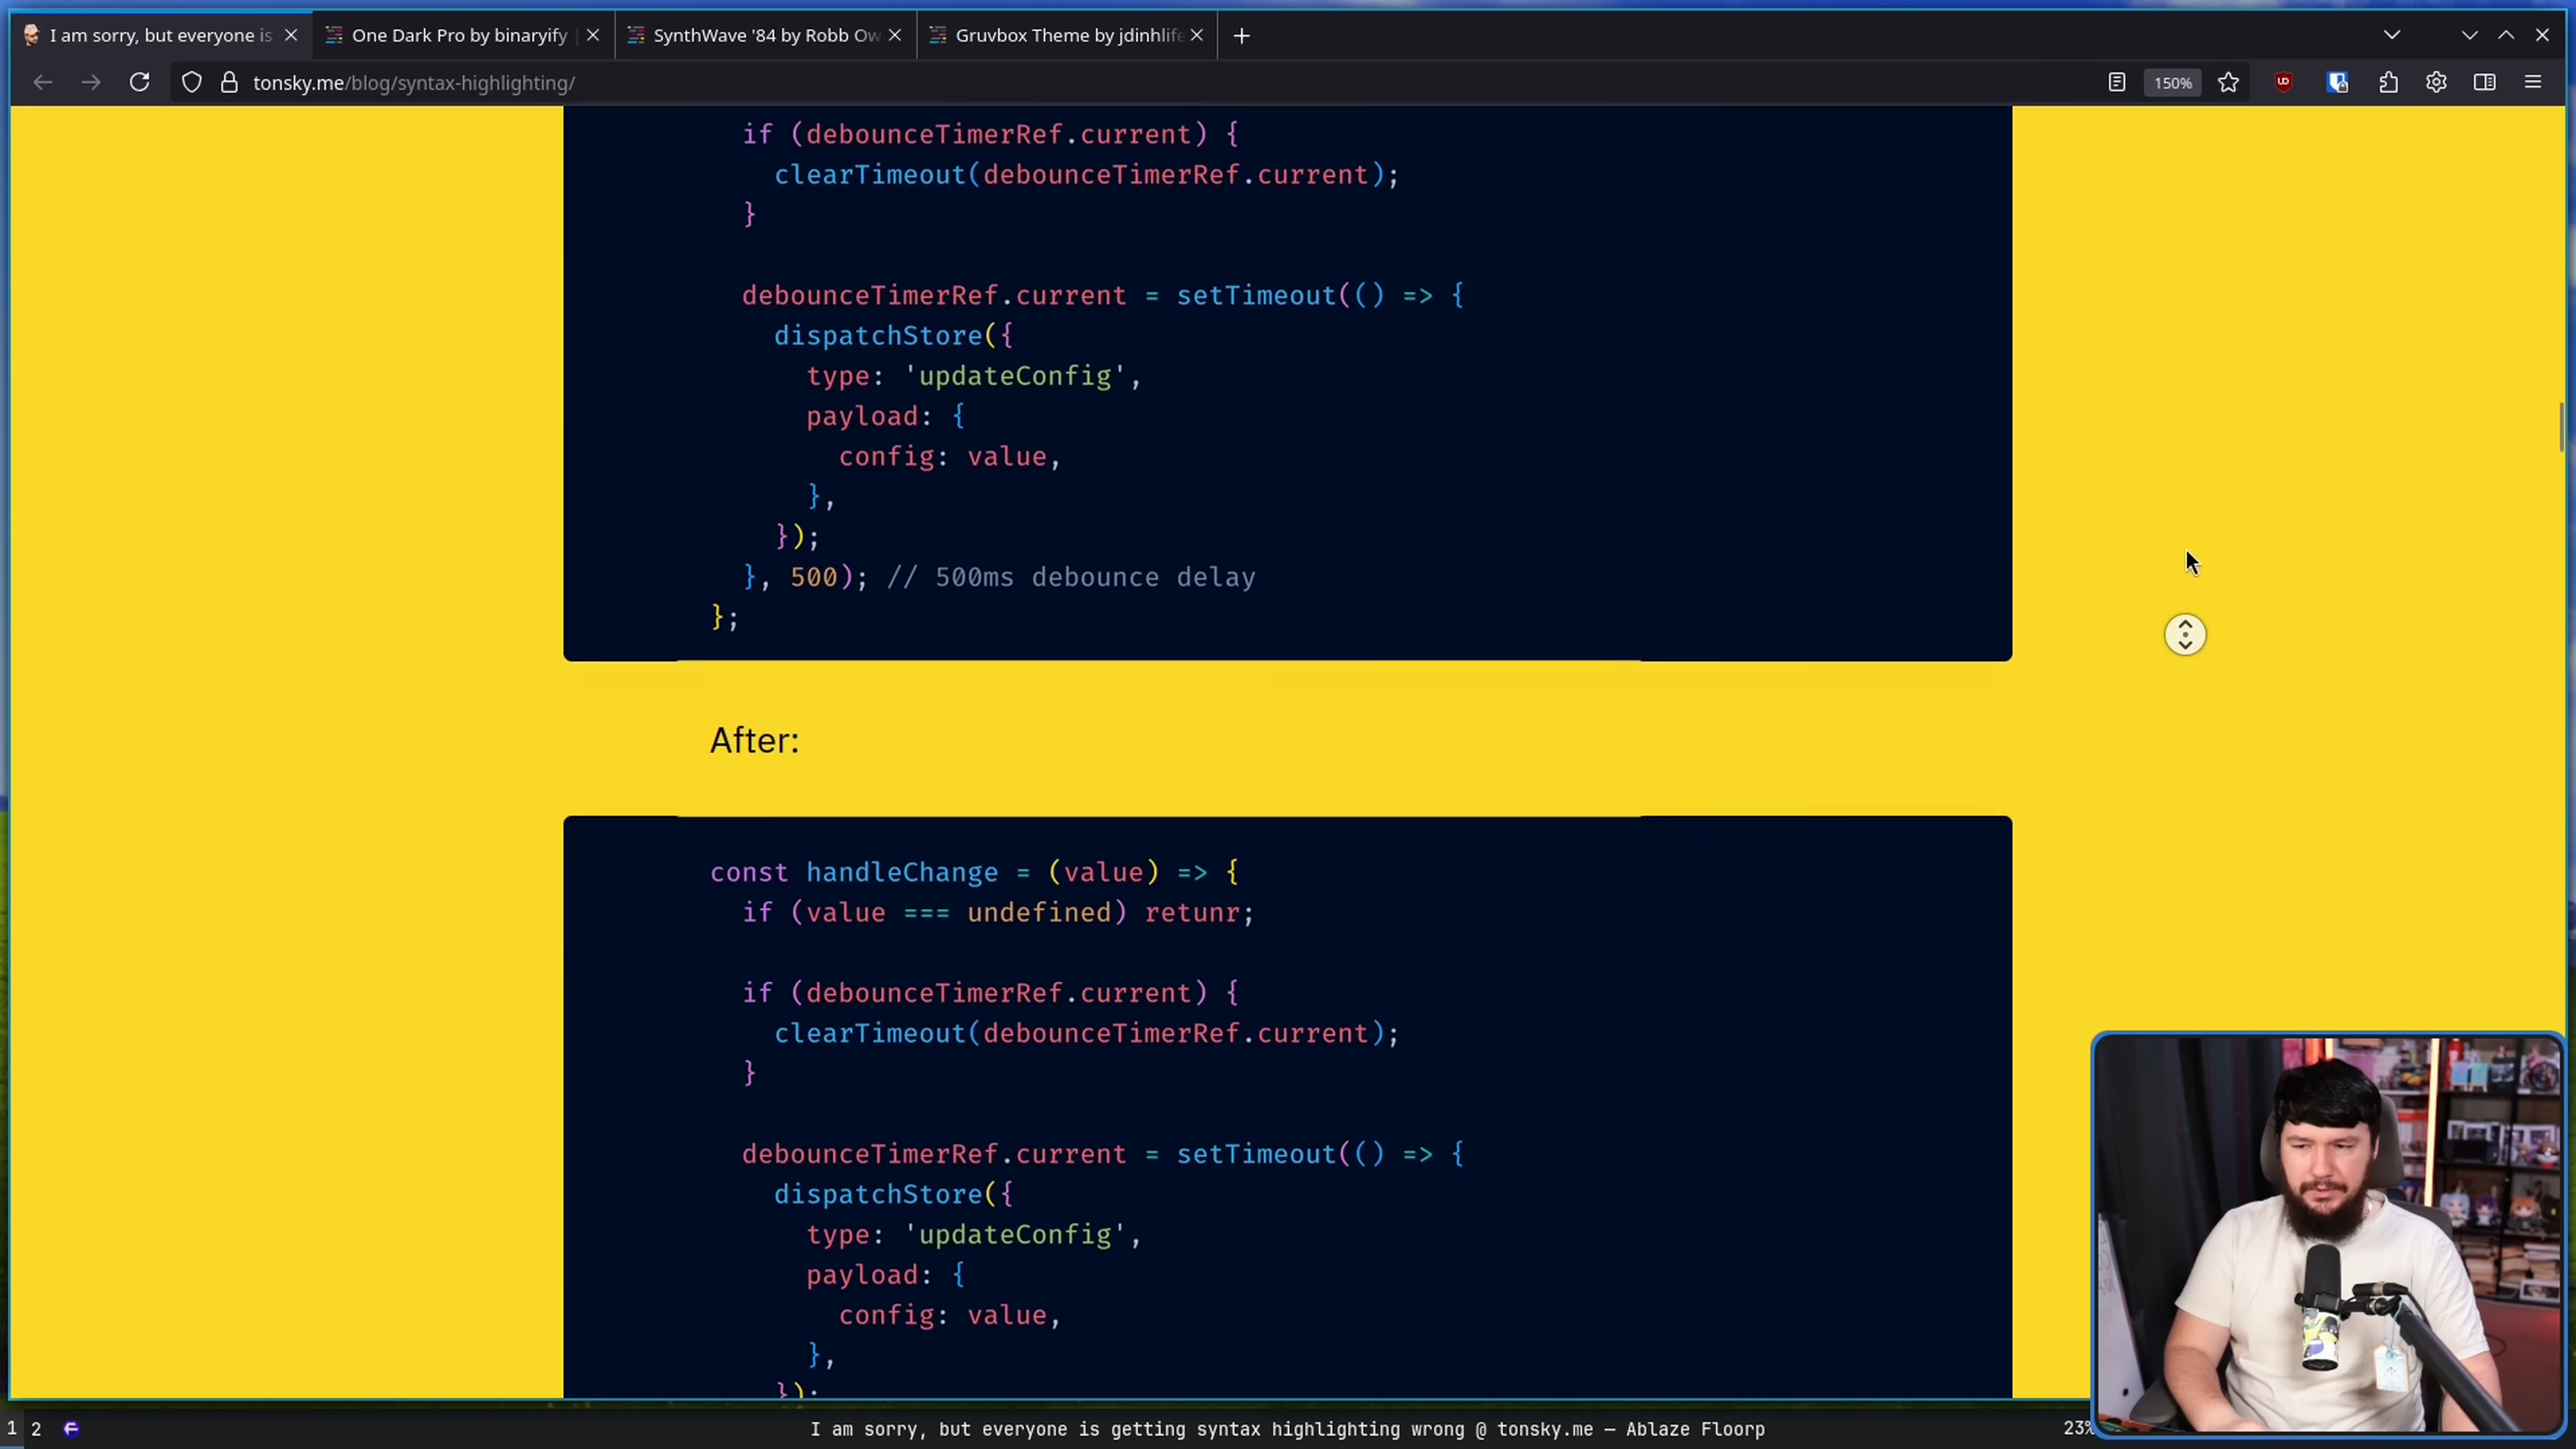 I am sorry, but everyone is
One Dark Pro by binaryify |
SynthWave '84 by Robb Ow
Gruvbox Theme by jdinhlife
tonsky.me/blog/syntax-highlighting/
150%
if (debounceTimerRef.current) {
clearTimeout(debounceTimerRef.current);
}
debounceTimerRef.current = setTimeout(() => {
dispatchStore({
type: 'updateConfig',
payload: {
config: value,
},
});
}, 500); // 500ms debounce delay
};
After:
const handleChange = (value) => {
if (value === undefined) retunr;
if (debounceTimerRef.current) {
clearTimeout(debounceTimerRef.current);
}
debounceTimerRef.current = setTimeout(() => {
dispatchStore({
type: 'updateConfig',
payload: {
config: value,
},
});
1 2
I am sorry, but everyone is getting syntax highlighting wrong @ tonsky.me — Ablaze Floorp
23%